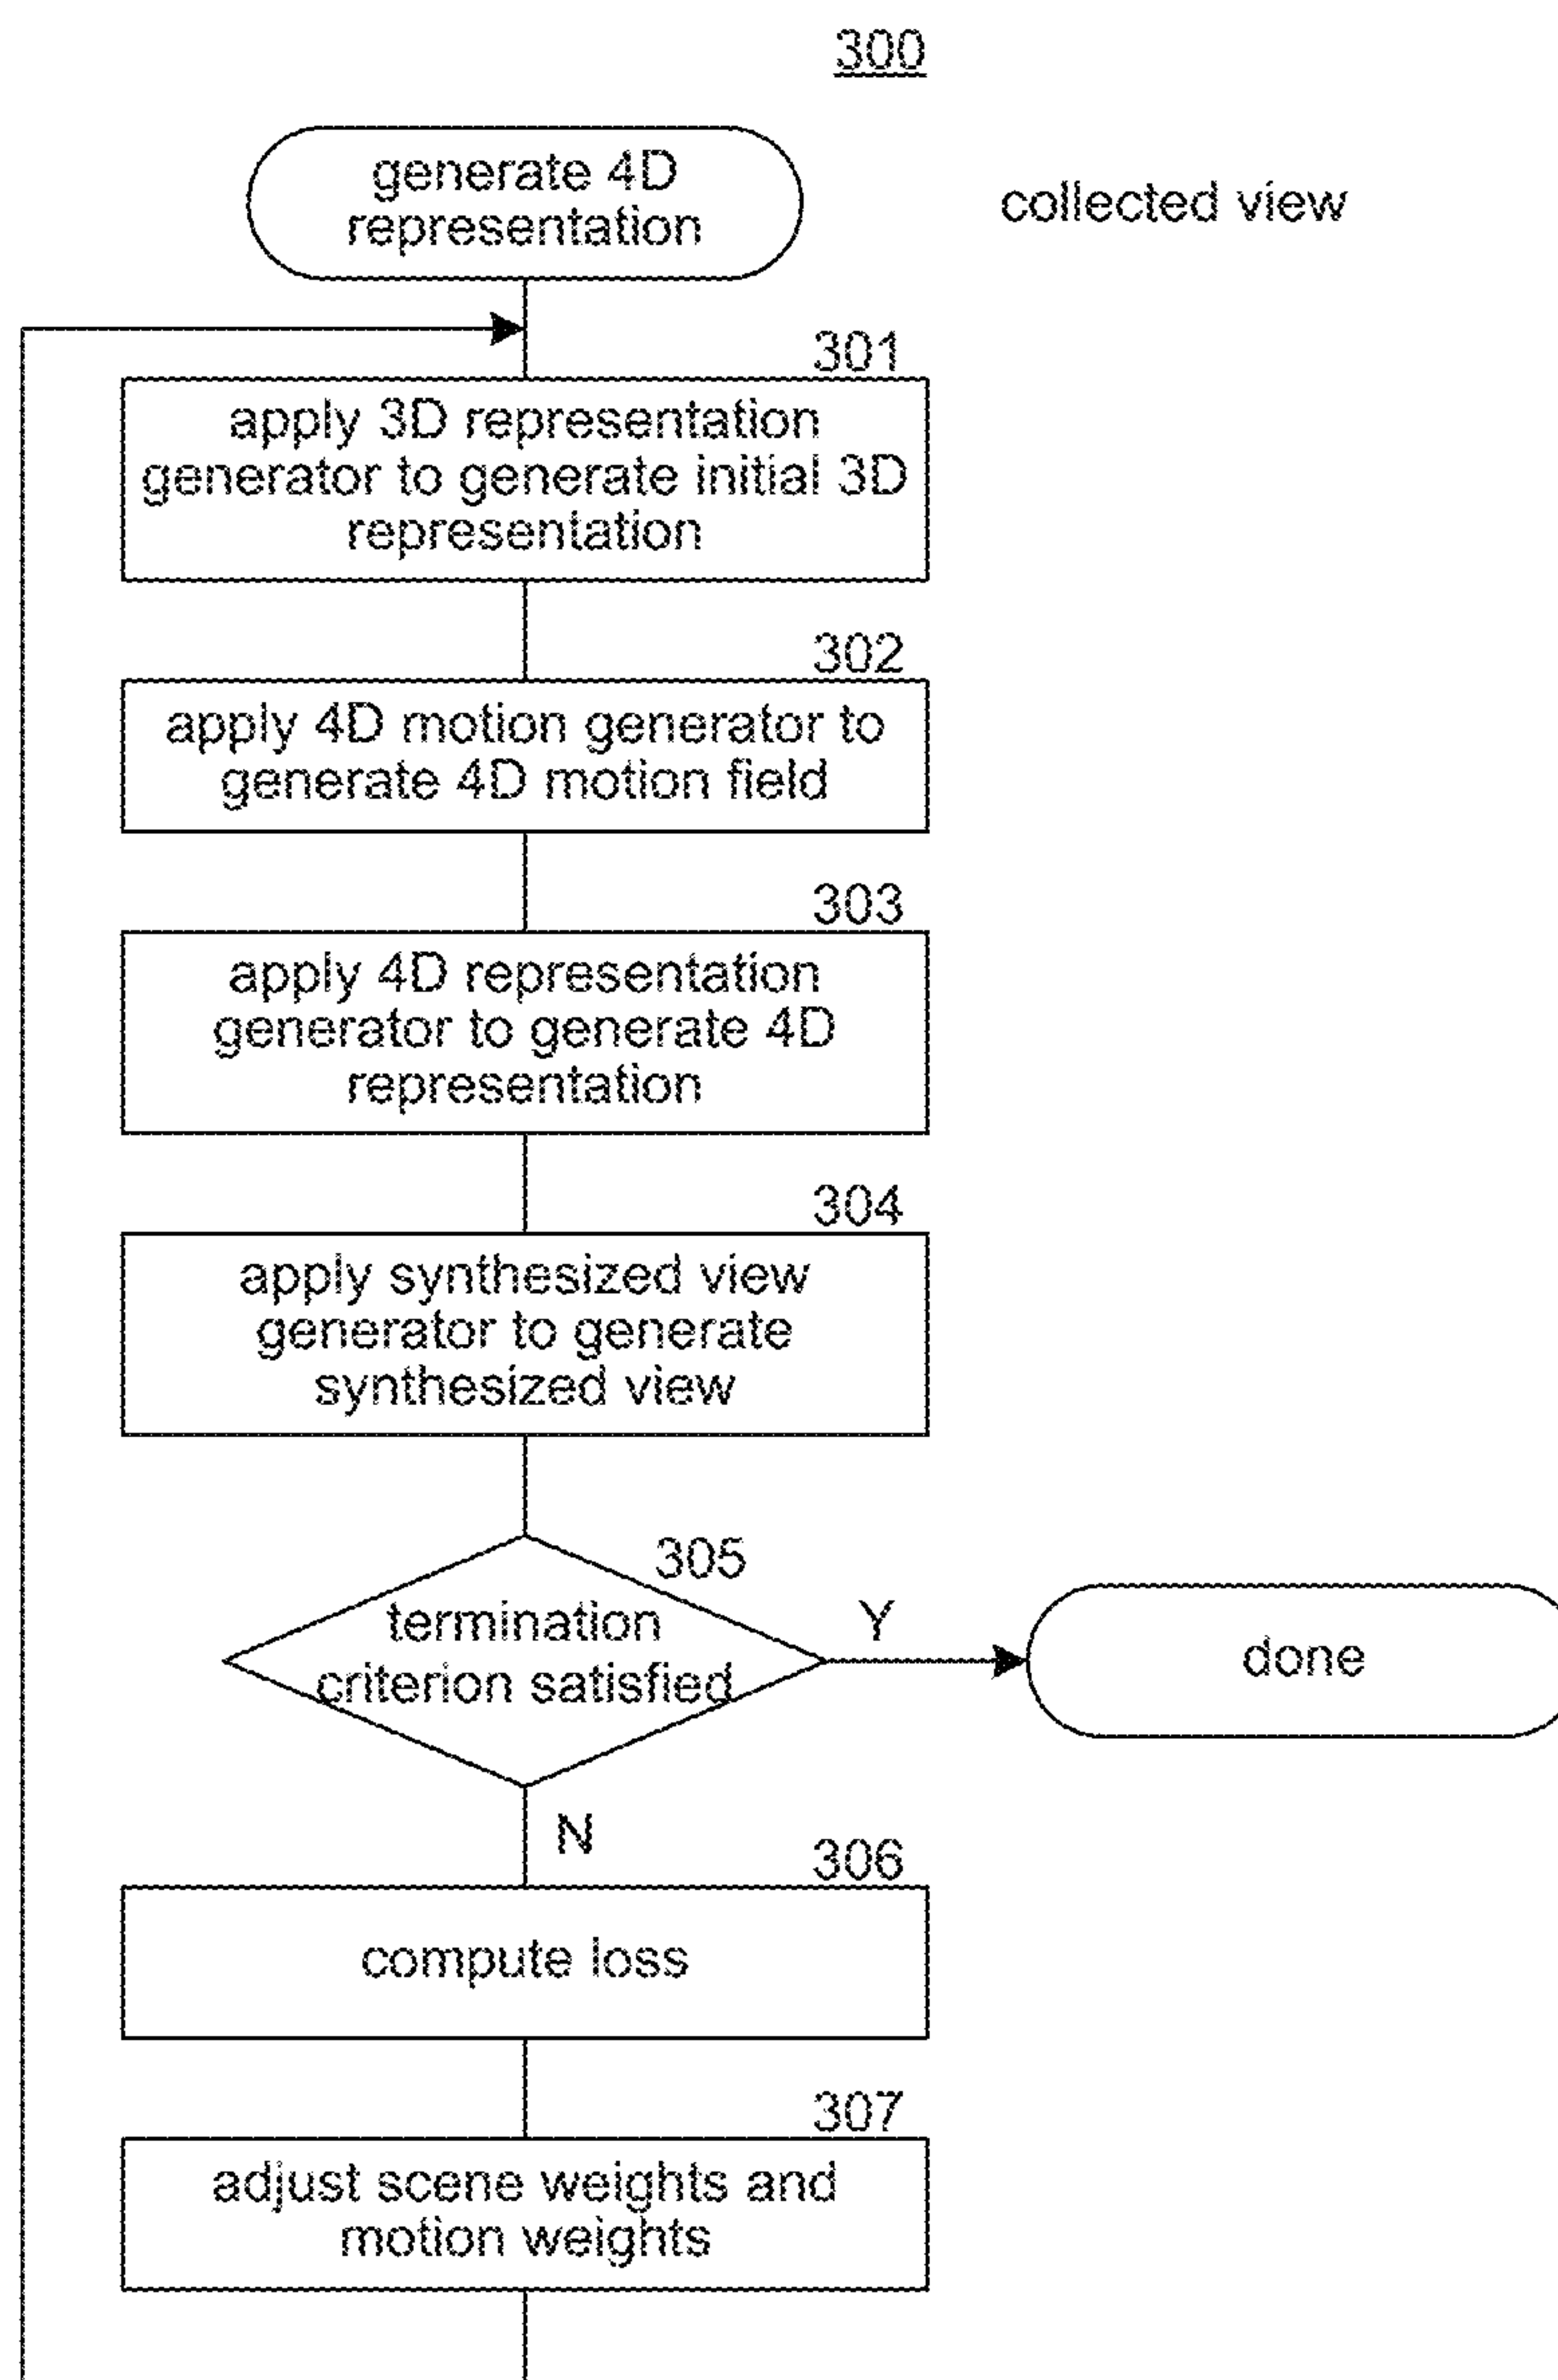 300
generate 4D
representation
collected view
301
apply 3D representation
generator to generate initial 3D
representation
302
apply 4D motion generator to
generate 4D motion field
303
apply 4D representation
generator to generate 4D
representation
304
apply synthesized view
generator to generate
synthesized view
305
termination
criterion satisfied
Y
done
N
306
compute loss
307
adjust scene weights and
motion weights